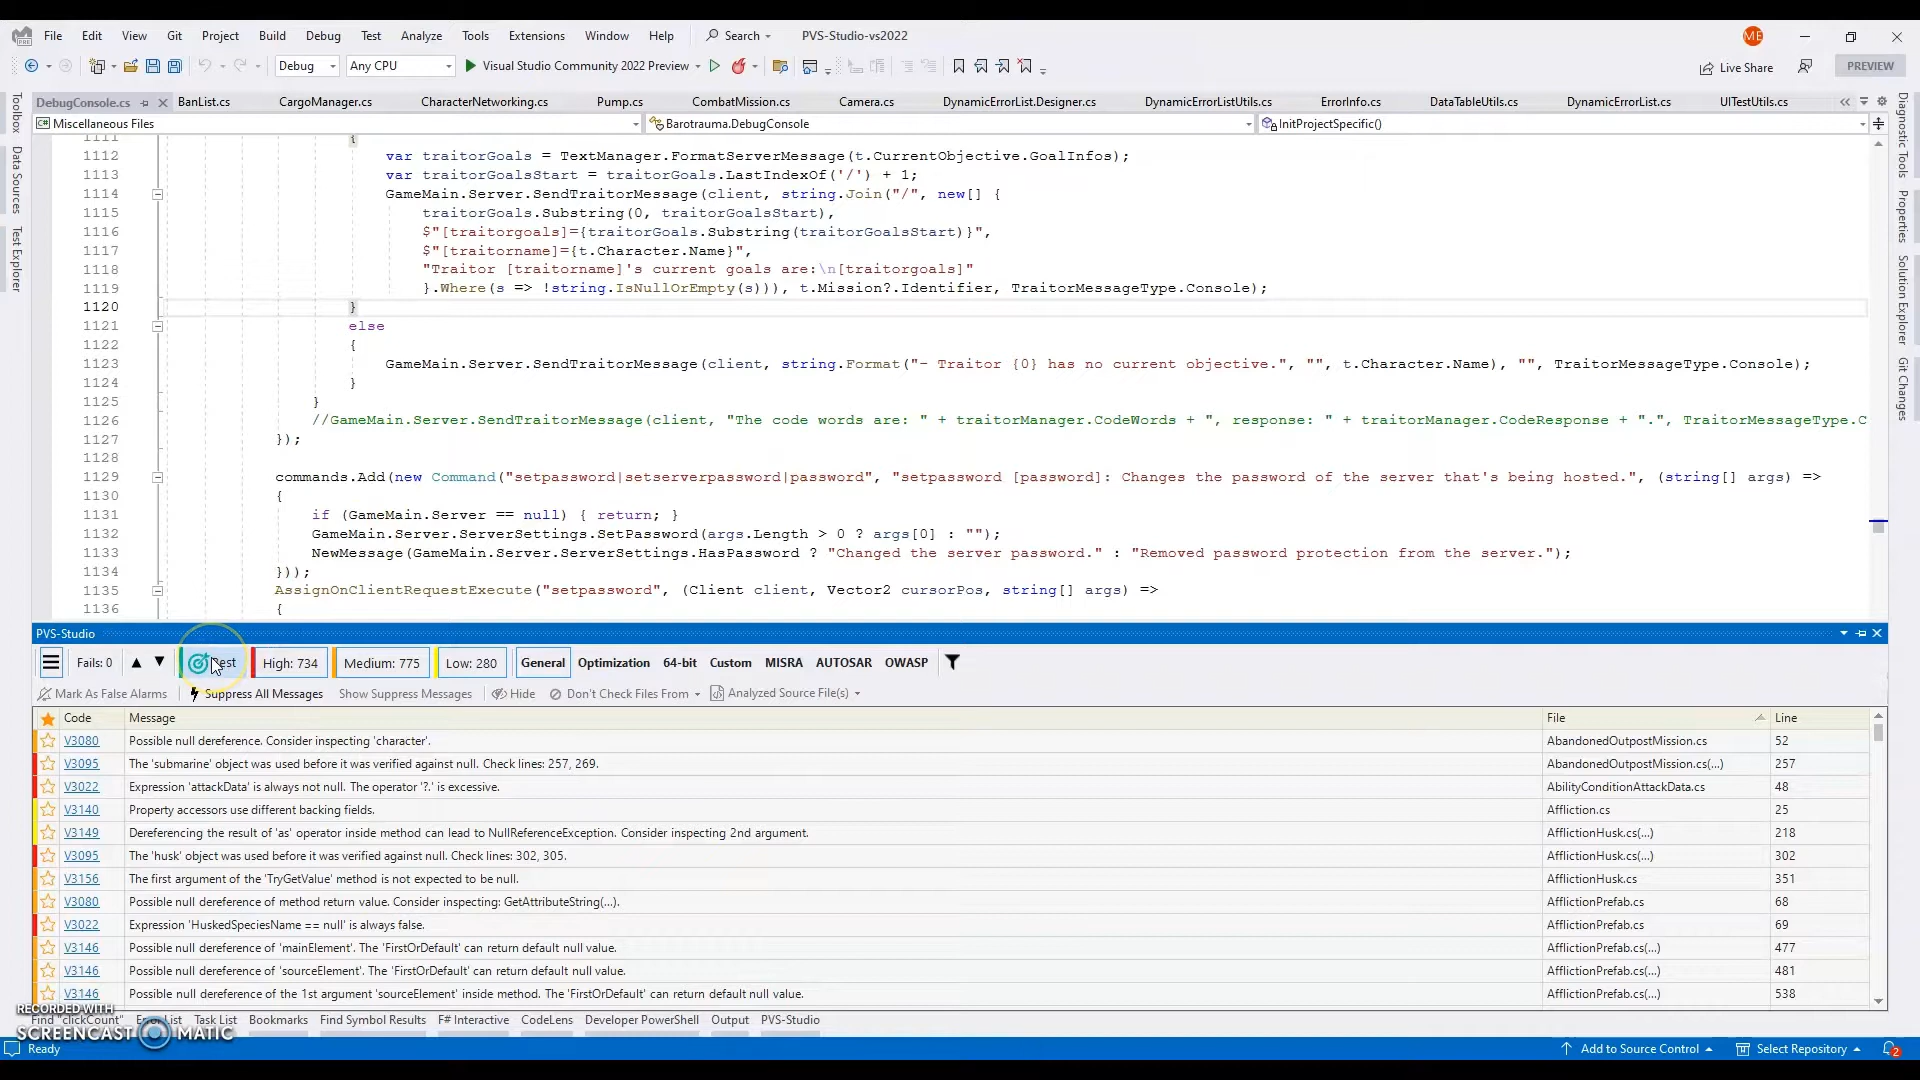 File Edit View Git Project Build Debug Test Analyze Tools Extensions Window Help Search PVS-Studio-vs2022 ME
Debug Any CPU Visual Studio Community 2022 Preview Live Share PREVIEW
DebugConsole.cs BanList.cs CargoManager.cs CharacterNetworking.cs Pump.cs CombatMission.cs Camera.cs DynamicErrorList.Designer.cs DynamicErrorListUtils.cs ErrorInfo.cs DataTableUtils.cs DynamicErrorList.cs UITestUtils.cs
C# Miscellaneous Files Barotrauma.DebugConsole InitProjectSpecific()
Toolbox
Data Sources
Test Explorer
1111 {
1112 var traitorGoals = TextManager.FormatServerMessage(t.CurrentObjective.GoalInfos);
1113 var traitorGoalsStart = traitorGoals.LastIndexOf('/') + 1;
1114 GameMain.Server.SendTraitorMessage(client, string.Join("/", new[] {
1115 traitorGoals.Substring(0, traitorGoalsStart),
1116 $"[traitorgoals]={traitorGoals.Substring(traitorGoalsStart)}",
1117 $"[traitorname]={t.Character.Name}",
1118 "Traitor [traitorname]'s current goals are:\n[traitorgoals]"
1119 }.Where(s => !string.IsNullOrEmpty(s))), t.Mission?.Identifier, TraitorMessageType.Console);
1120 }
1121 else
1122 {
1123 GameMain.Server.SendTraitorMessage(client, string.Format("- Traitor {0} has no current objective.", "", t.Character.Name), "", TraitorMessageType.Console);
1124 }
1125 }
1126 //GameMain.Server.SendTraitorMessage(client, "The code words are: " + traitorManager.CodeWords + ", response: " + traitorManager.CodeResponse + ".", TraitorMessageType.C
1127 });
1128
1129 commands.Add(new Command("setpassword|setserverpassword|password", "setpassword [password]: Changes the password of the server that's being hosted.", (string[] args) =>
1130 {
1131 if (GameMain.Server == null) { return; }
1132 GameMain.Server.ServerSettings.SetPassword(args.Length > 0 ? args[0] : "");
1133 NewMessage(GameMain.Server.ServerSettings.HasPassword ? "Changed the server password." : "Removed password protection from the server.");
1134 }));
1135 AssignOnClientRequestExecute("setpassword", (Client client, Vector2 cursorPos, string[] args) =>
1136 {
Diagnostic Tools
Properties
Solution Explorer
Git Changes
PVS-Studio
Fails: 0 High: 734 Medium: 775 Low: 280 General Optimization 64-bit Custom MISRA AUTOSAR OWASP
Mark As False Alarms Suppress All Messages Show Suppress Messages Hide Don't Check Files From Analyzed Source File(s)
Code Message File Line
V3080 Possible null dereference. Consider inspecting 'character'. AbandonedOutpostMission.cs 52
V3095 The 'submarine' object was used before it was verified against null. Check lines: 257, 269. AbandonedOutpostMission.cs(...) 257
V3022 Expression 'attackData' is always not null. The operator '?.' is excessive. AbilityConditionAttackData.cs 48
V3140 Property accessors use different backing fields. Affliction.cs 25
V3149 Dereferencing the result of 'as' operator inside method can lead to NullReferenceException. Consider inspecting 2nd argument. AfflictionHusk.cs(...) 218
V3095 The 'husk' object was used before it was verified against null. Check lines: 302, 305. AfflictionHusk.cs(...) 302
V3156 The first argument of the 'TryGetValue' method is not expected to be null. AfflictionHusk.cs 351
V3080 Possible null dereference of method return value. Consider inspecting: GetAttributeString(...). AfflictionPrefab.cs 68
V3022 Expression 'HuskedSpeciesName == null' is always false. AfflictionPrefab.cs 69
V3146 Possible null dereference of 'mainElement'. The 'FirstOrDefault' can return default null value. AfflictionPrefab.cs(...) 477
V3146 Possible null dereference of 'sourceElement'. The 'FirstOrDefault' can return default null value. AfflictionPrefab.cs(...) 481
V3146 Possible null dereference of the 1st argument 'sourceElement' inside method. The 'FirstOrDefault' can return default null value. AfflictionPrefab.cs(...) 538
RECORDED WITH
Find "clickCount" Error List Task List Bookmarks Find Symbol Results F# Interactive CodeLens Developer PowerShell Output PVS-Studio
SCREENCAST MATIC
Ready Add to Source Control Select Repository 2